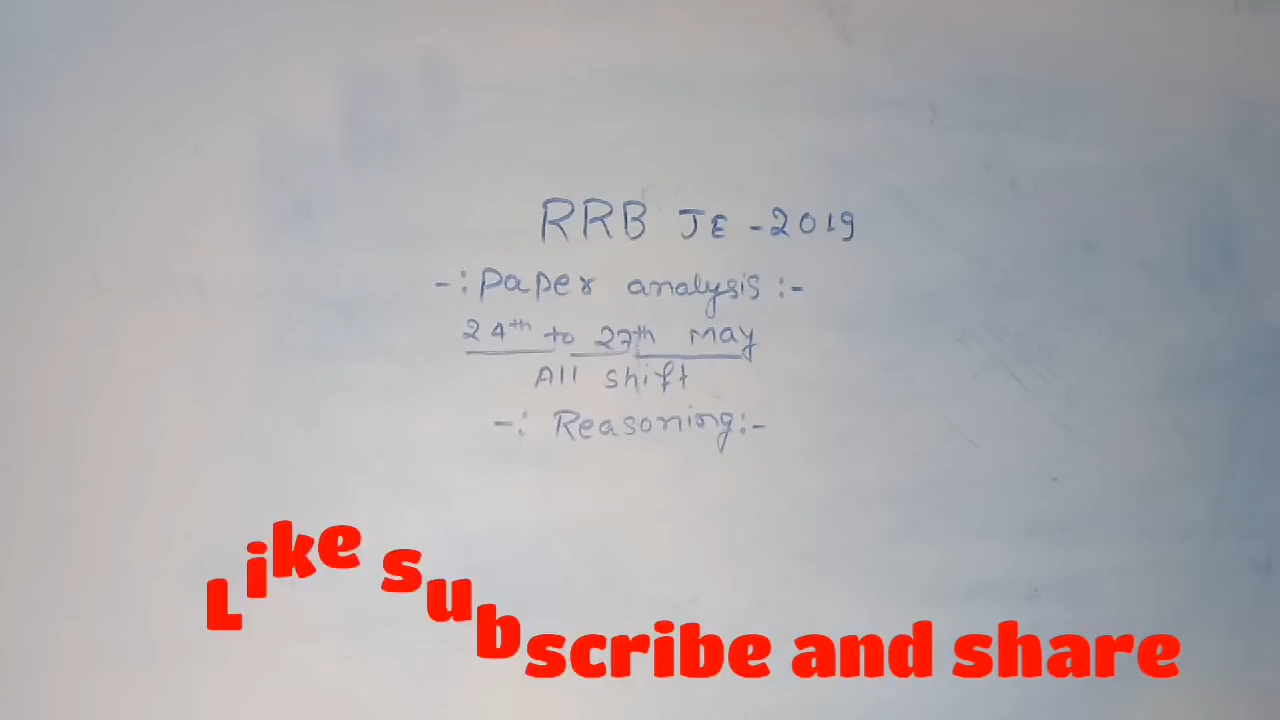 RRB JE - 2019
-: Paper analysis :-
24th to 27th May
All shift
-: Reasoning:-
Like subscribe and share